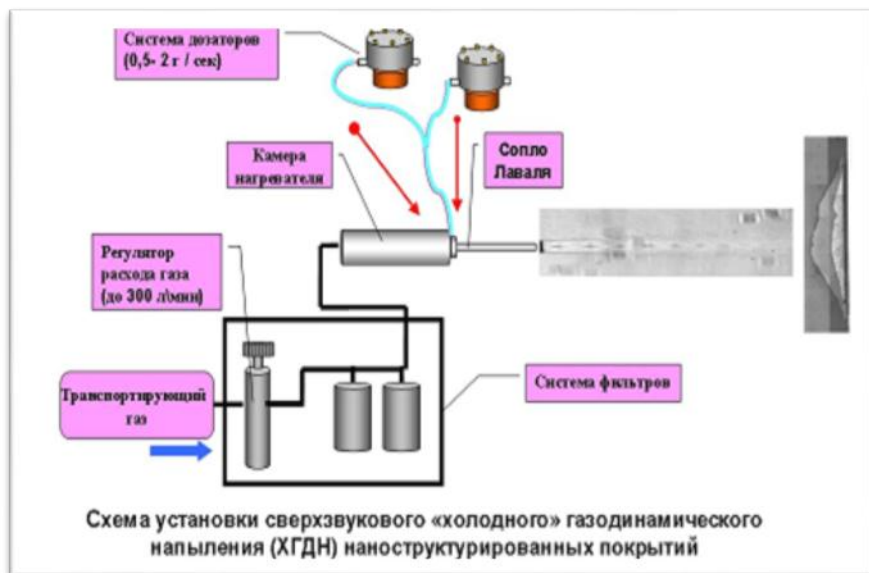 Система дозаторов
(0,5- 2 г / сек)
Камера
нагревателя
Сопло
Лаваля
Регулятор
расхода газа
(до 300 л\мин)
Транспортирующий
газ
Система фильтров
Схема установки сверхзвукового «холодного» газодинамического
напыления (ХГДН) наноструктурированных покрытий